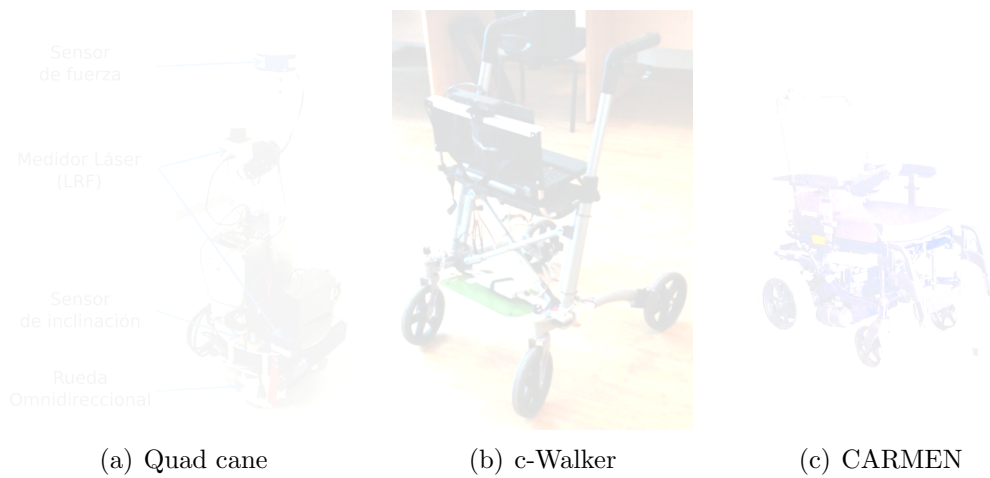 Sensor
de fuerza
Medidor Láser
(LRF)
Sensor
de inclinación
Rueda
Omnidireccional
(a) Quad cane
(b) c-Walker
(c) CARMEN